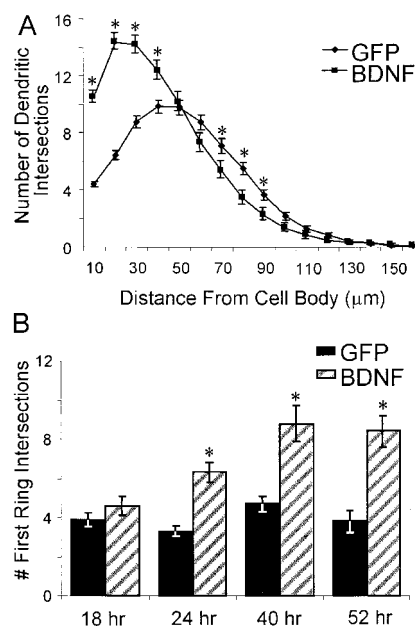 A
Number of Dendritic
Intersections
16
12
8
4
0
* * * * * * *
GFP
BDNF
10 30 50 70 90 110 130 150
Distance From Cell Body (µm)
B
# First Ring Intersections
12
8
4
0
GFP
BDNF
* * *
18 hr 24 hr 40 hr 52 hr